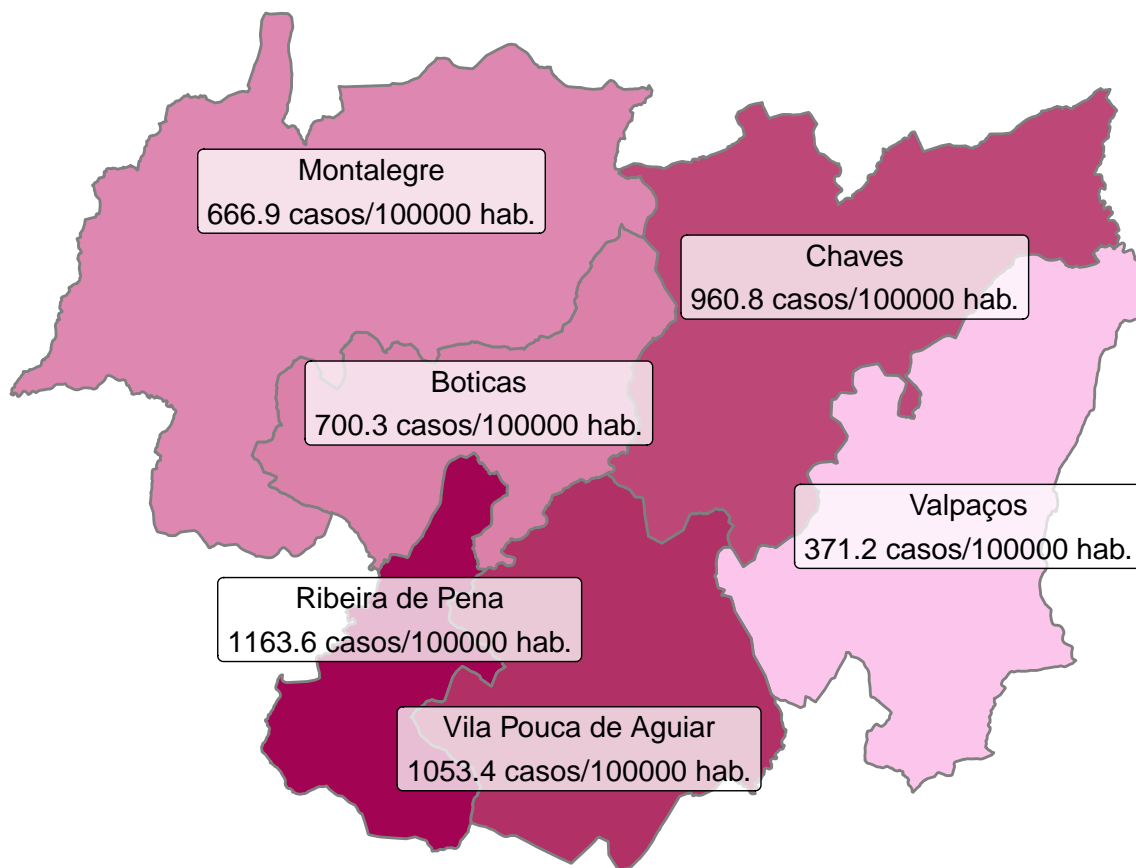 Montalegre
666.9 casos/100000 hab.
Chaves
960.8 casos/100000 hab.
Boticas
700.3 casos/100000 hab.
Valpaços
371.2 casos/100000 hab.
Ribeira de Pena
1163.6 casos/100000 hab.
Vila Pouca de Aguiar
1053.4 casos/100000 hab.